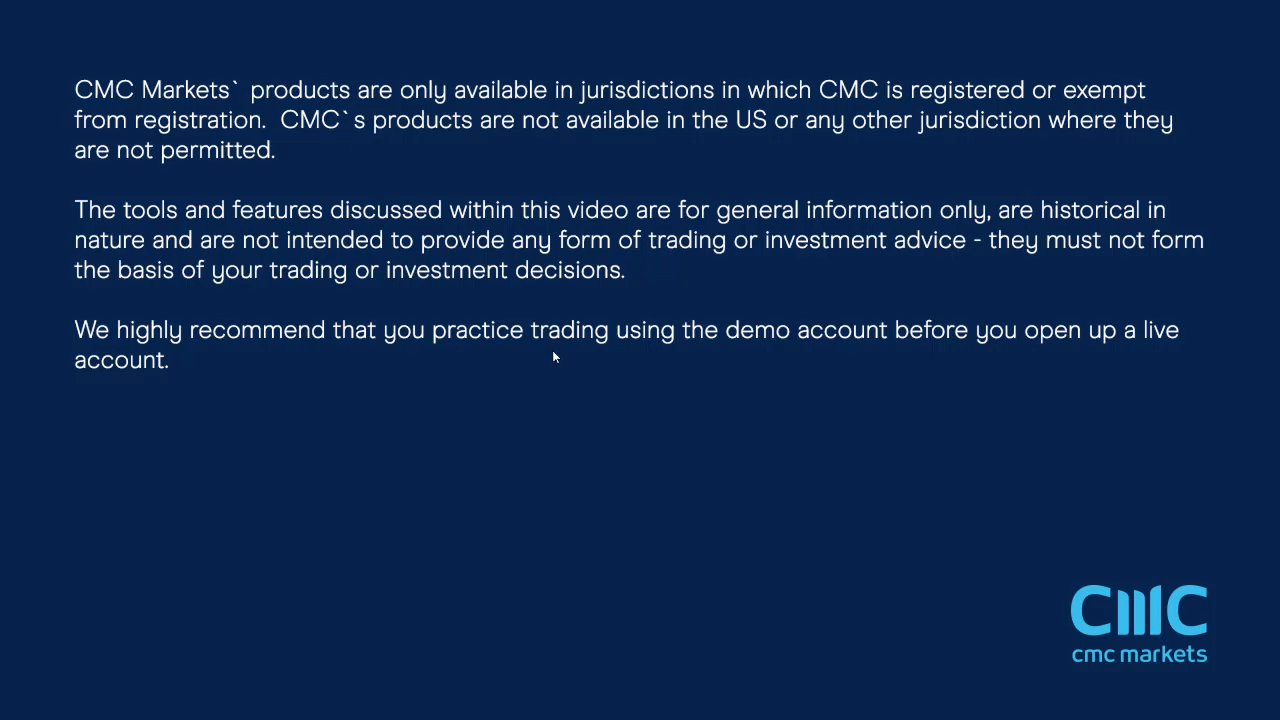 CMC Markets` products are only available in jurisdictions in which CMC is registered or exempt
from registration.  CMC`s products are not available in the US or any other jurisdiction where they
are not permitted.
The tools and features discussed within this video are for general information only, are historical in
nature and are not intended to provide any form of trading or investment advice - they must not form
the basis of your trading or investment decisions.
We highly recommend that you practice trading using the demo account before you open up a live
account.
CMC
cmc markets